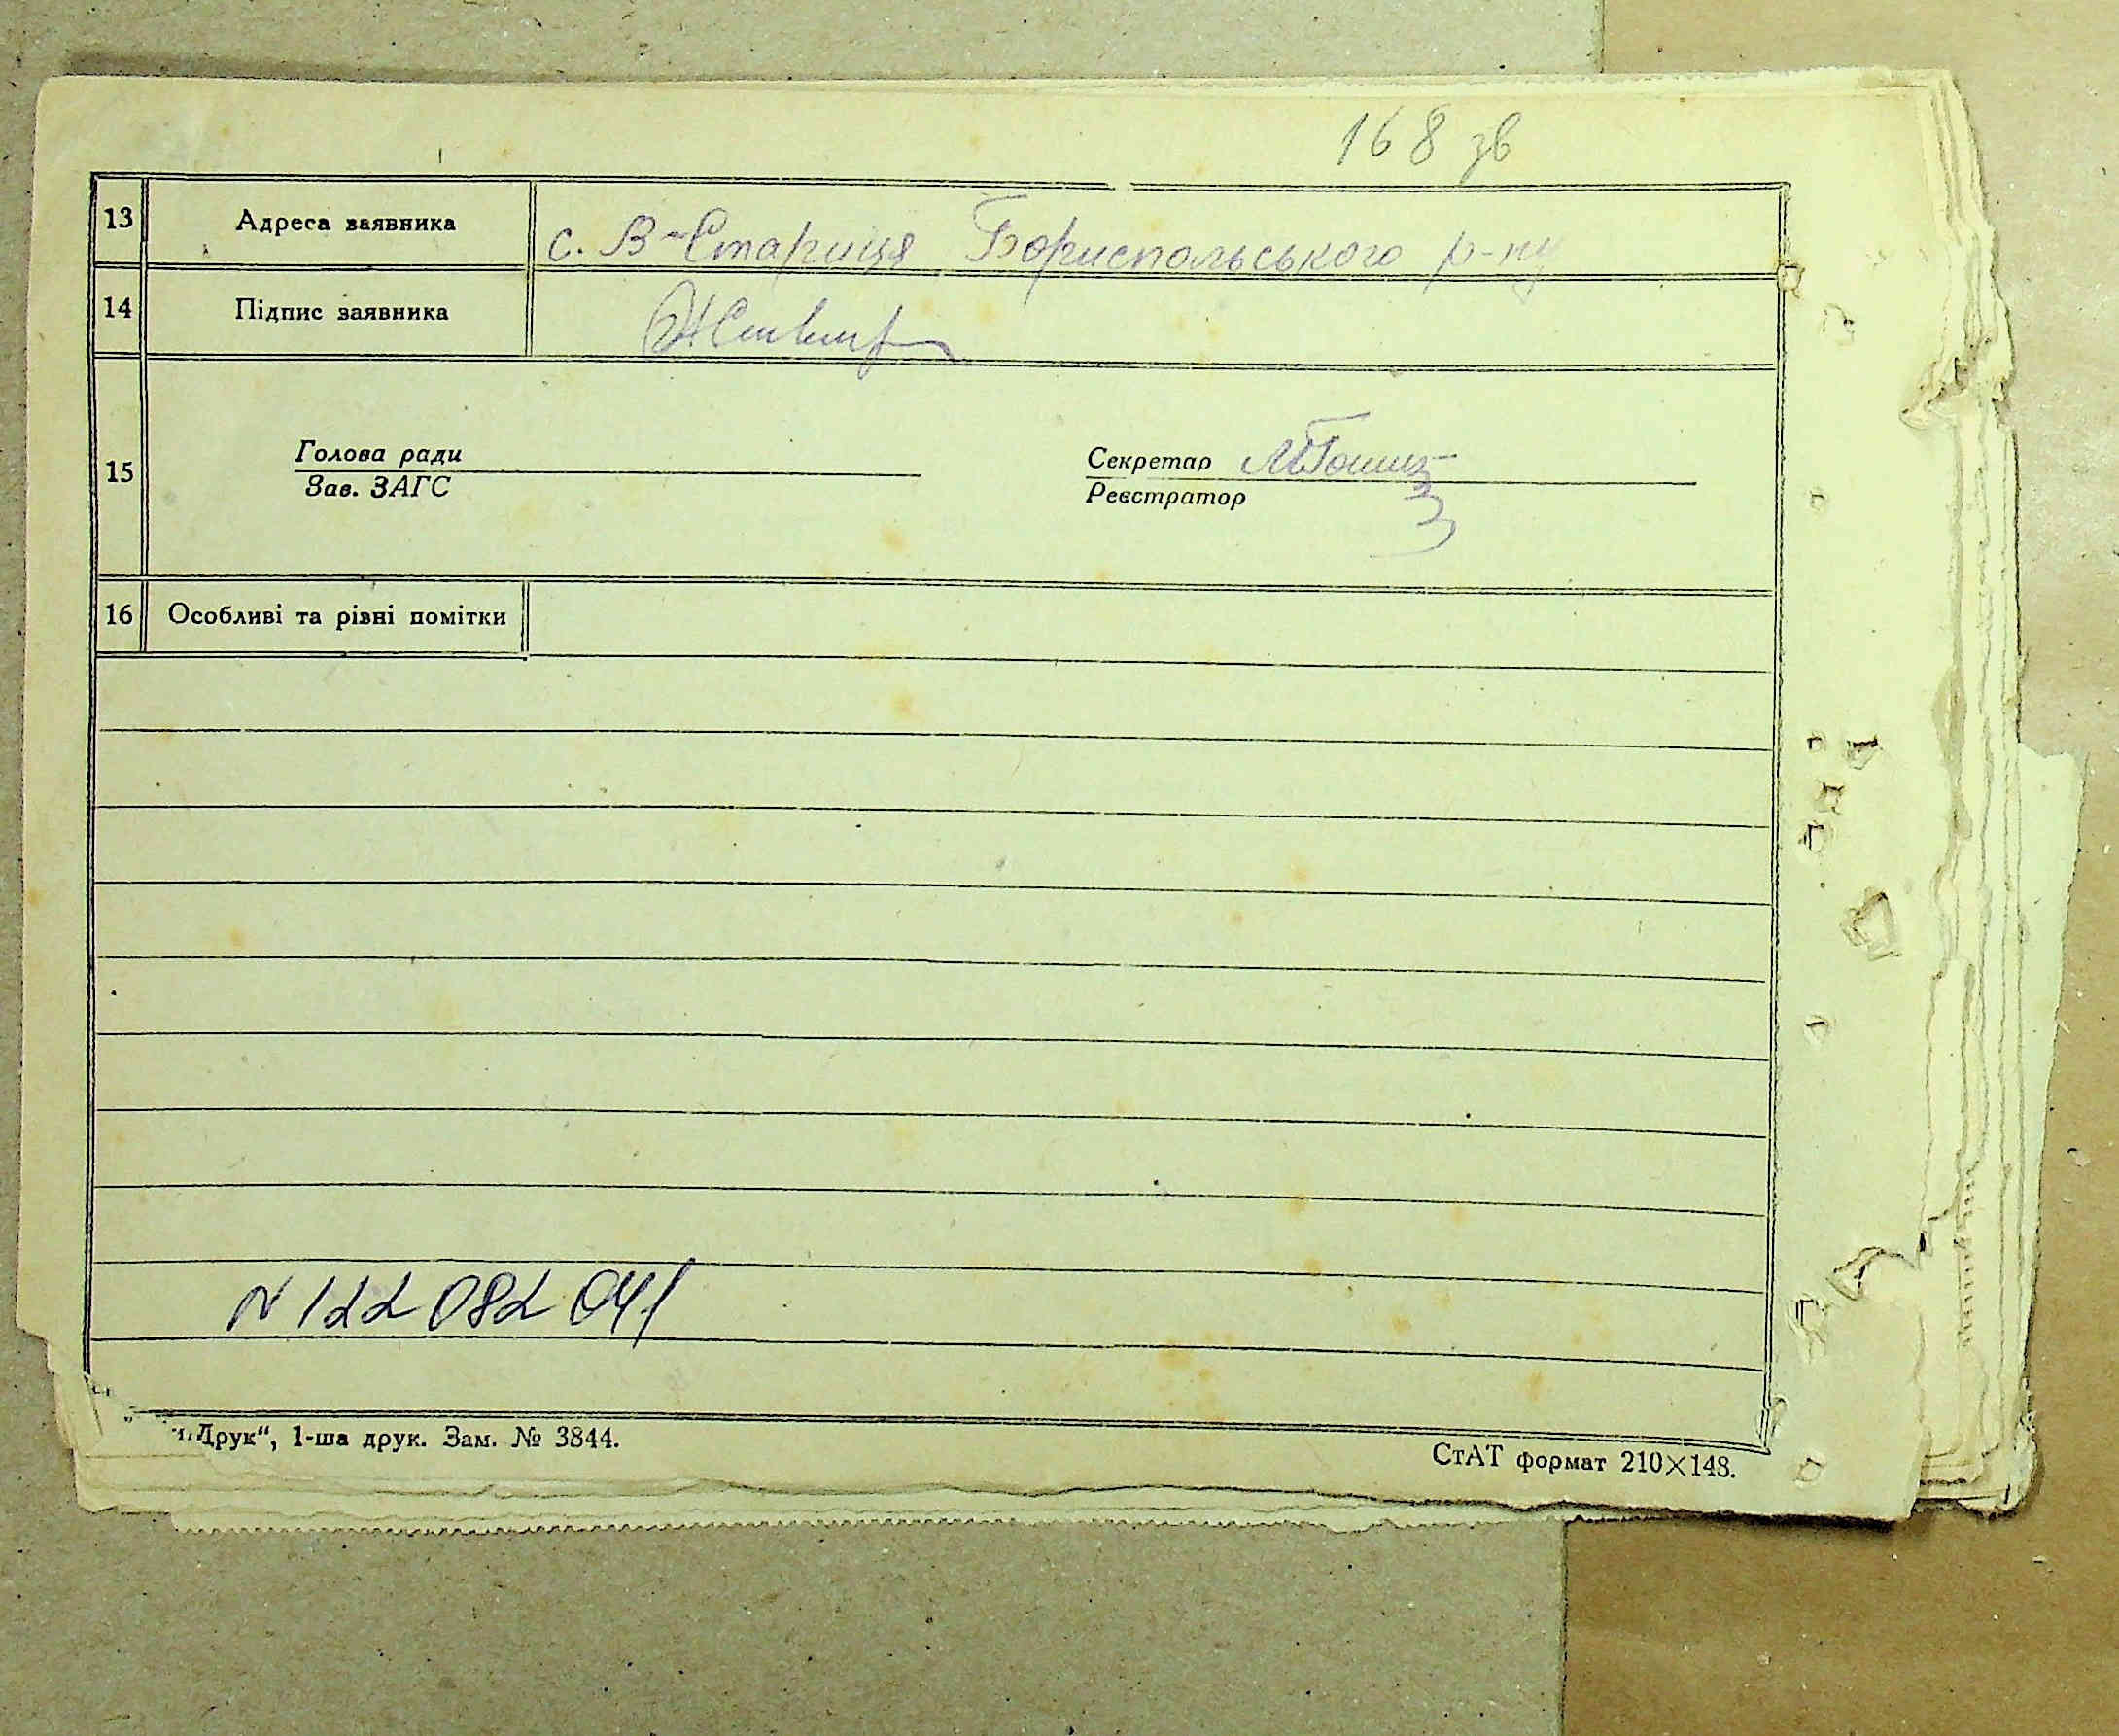 168 зв
13 Адреса заявника с. В-Стариця Бориспольського р-ну
14 Підпис заявника
15 Голова ради Секретар
Зав. ЗАГС Реєстратор
16 Особливі та різні помітки
N 122 082 041
Друк“, 1-ша друк. Зам. № 3844.
СтАТ формат 210×148.